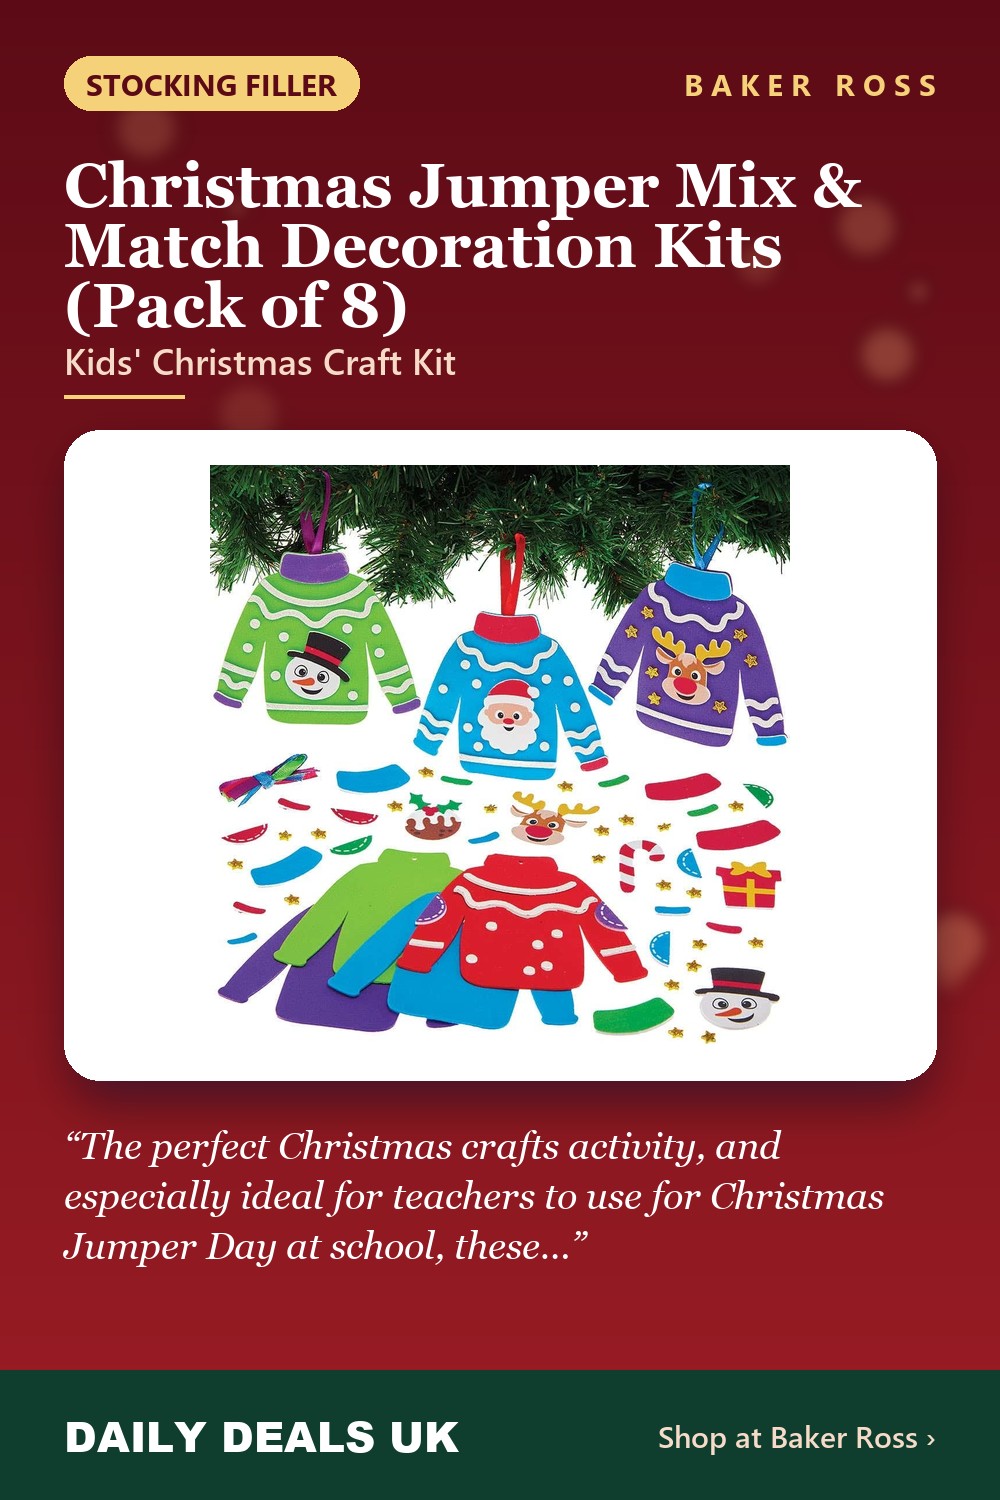 STOCKING FILLER
BAKER ROSS
Christmas Jumper Mix &
Match Decoration Kits
(Pack of 8)
Kids' Christmas Craft Kit
“The perfect Christmas crafts activity, and
especially ideal for teachers to use for Christmas
Jumper Day at school, these...”
DAILY DEALS UK
Shop at Baker Ross ›